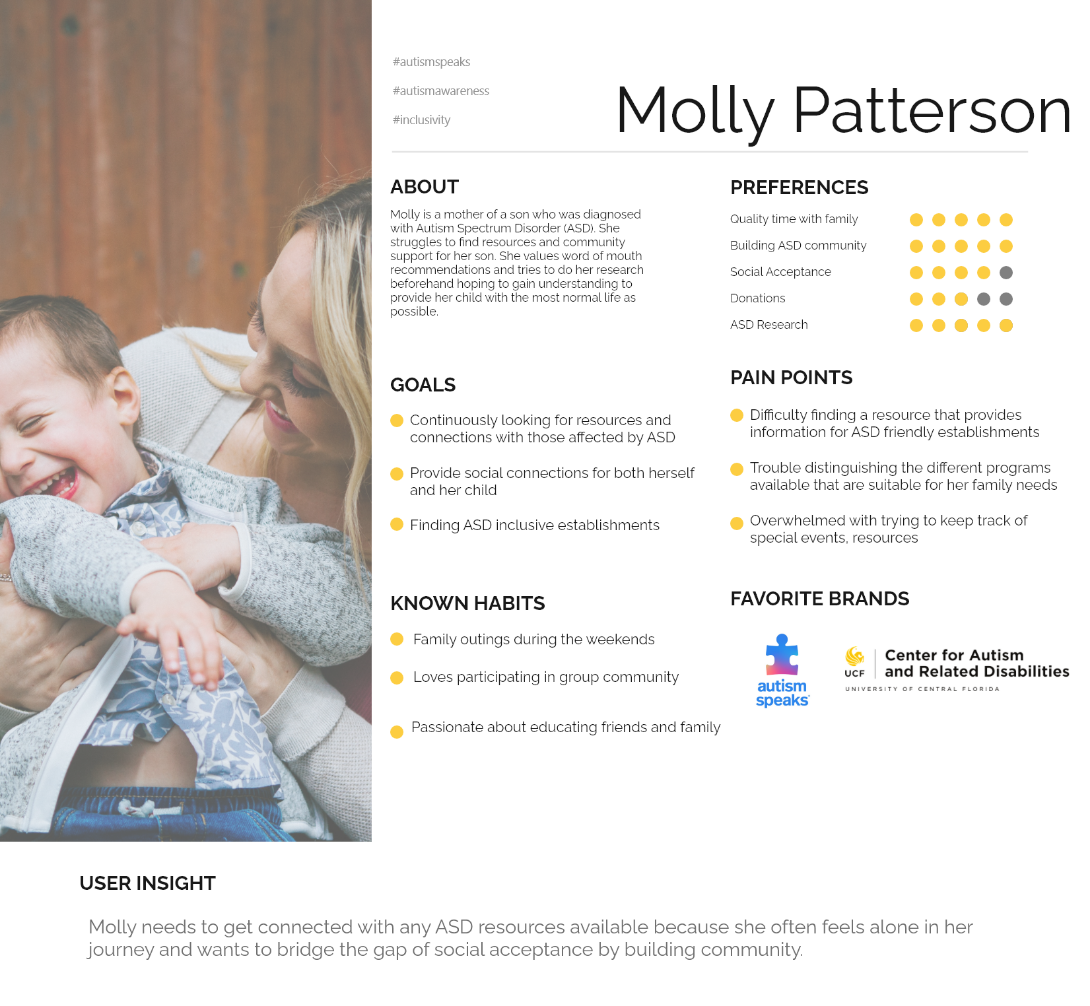 #autismspeaks
#autismawareness
#inclusivity
Molly Patterson
ABOUT
Molly is a mother of a son who was diagnosed
with Autism Spectrum Disorder (ASD). She
struggles to find resources and community
support for her son. She values word of mouth
recommendations and tries to do her research
beforehand hoping to gain understanding to
provide her child with the most normal life as
possible.
PREFERENCES
Quality time with family
Building ASD community
Social Acceptance
Donations
ASD Research
GOALS
Continuously looking for resources and
connections with those affected by ASD
Provide social connections for both herself
and her child
Finding ASD inclusive establishments
PAIN POINTS
Difficulty finding a resource that provides
information for ASD friendly establishments
Trouble distinguishing the different programs
available that are suitable for her family needs
Overwhelmed with trying to keep track of
special events, resources
KNOWN HABITS
Family outings during the weekends
Loves participating in group community
Passionate about educating friends and family
FAVORITE BRANDS
autism
speaks
UCF
Center for Autism
and Related Disabilities
UNIVERSITY OF CENTRAL FLORIDA
USER INSIGHT
Molly needs to get connected with any ASD resources available because she often feels alone in her
journey and wants to bridge the gap of social acceptance by building community.